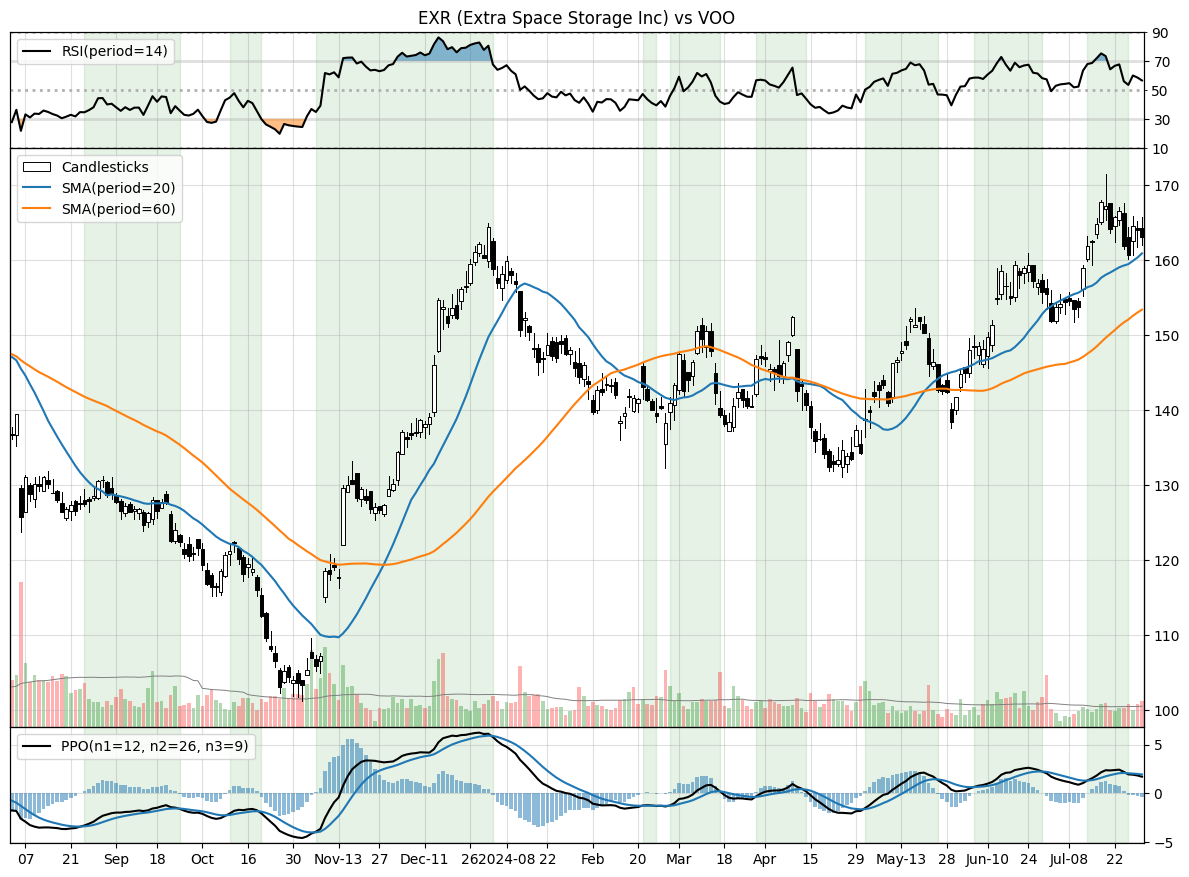 EXR (Extra Space Storage Inc) vs VOO
RSI(period=14)
90
70
50
30
10
Candlesticks
SMA(period=20)
SMA(period=60)
170
160
150
140
130
120
110
100
PPO(n1=12, n2=26, n3=9)
5
0
−5
07 21 Sep 18 Oct 16 30 Nov-13 27 Dec-11 26 2024-08 22 Feb 20 Mar 18 Apr 15 29 May-13 28 Jun-10 24 Jul-08 22